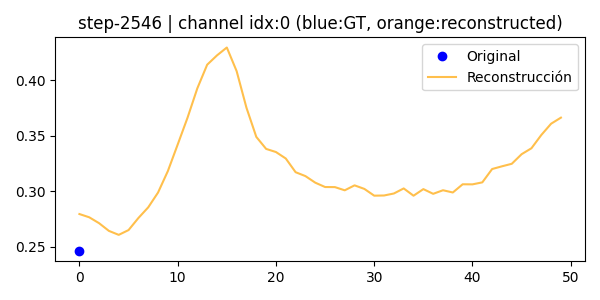 step-2546 | channel idx:0 (blue:GT, orange:reconstructed)
Original
Reconstrucción
0.40
0.35
0.30
0.25
0 10 20 30 40 50